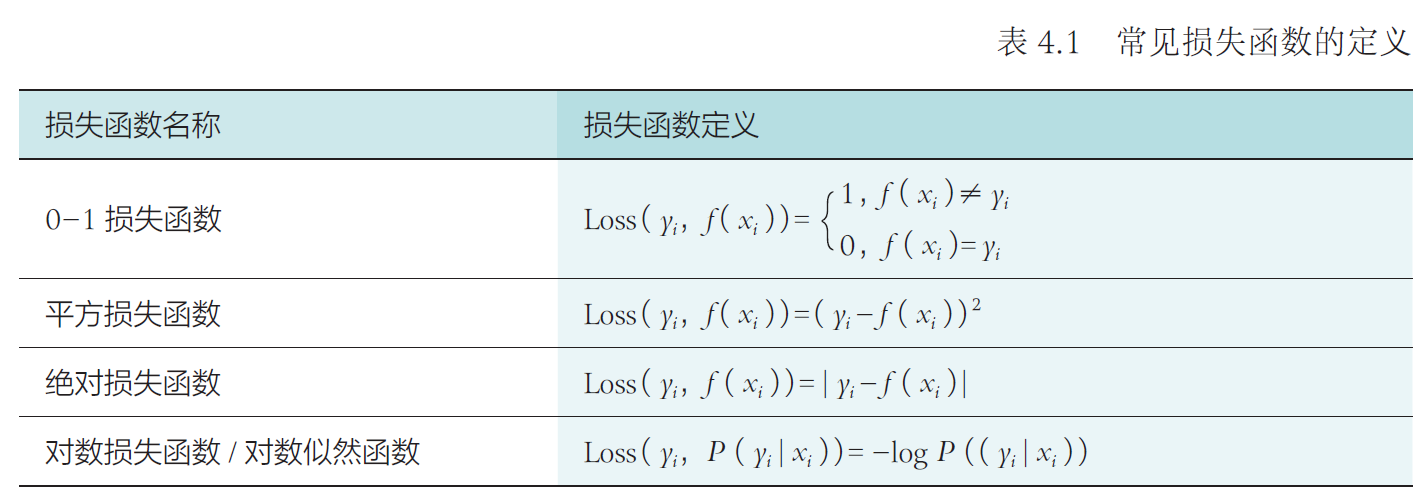 表 4.1 常见损失函数的定义
损失函数名称 损失函数定义
0-1 损失函数 Loss( yᵢ, f( xᵢ ))= { 1, f( xᵢ )≠ yᵢ
0, f( xᵢ )= yᵢ
平方损失函数 Loss( yᵢ, f( xᵢ ))=( yᵢ-f( xᵢ ))²
绝对损失函数 Loss( yᵢ, f( xᵢ ))=| yᵢ-f( xᵢ )|
对数损失函数 / 对数似然函数 Loss( yᵢ, P( yᵢ| xᵢ ))= -log P(( yᵢ| xᵢ ))